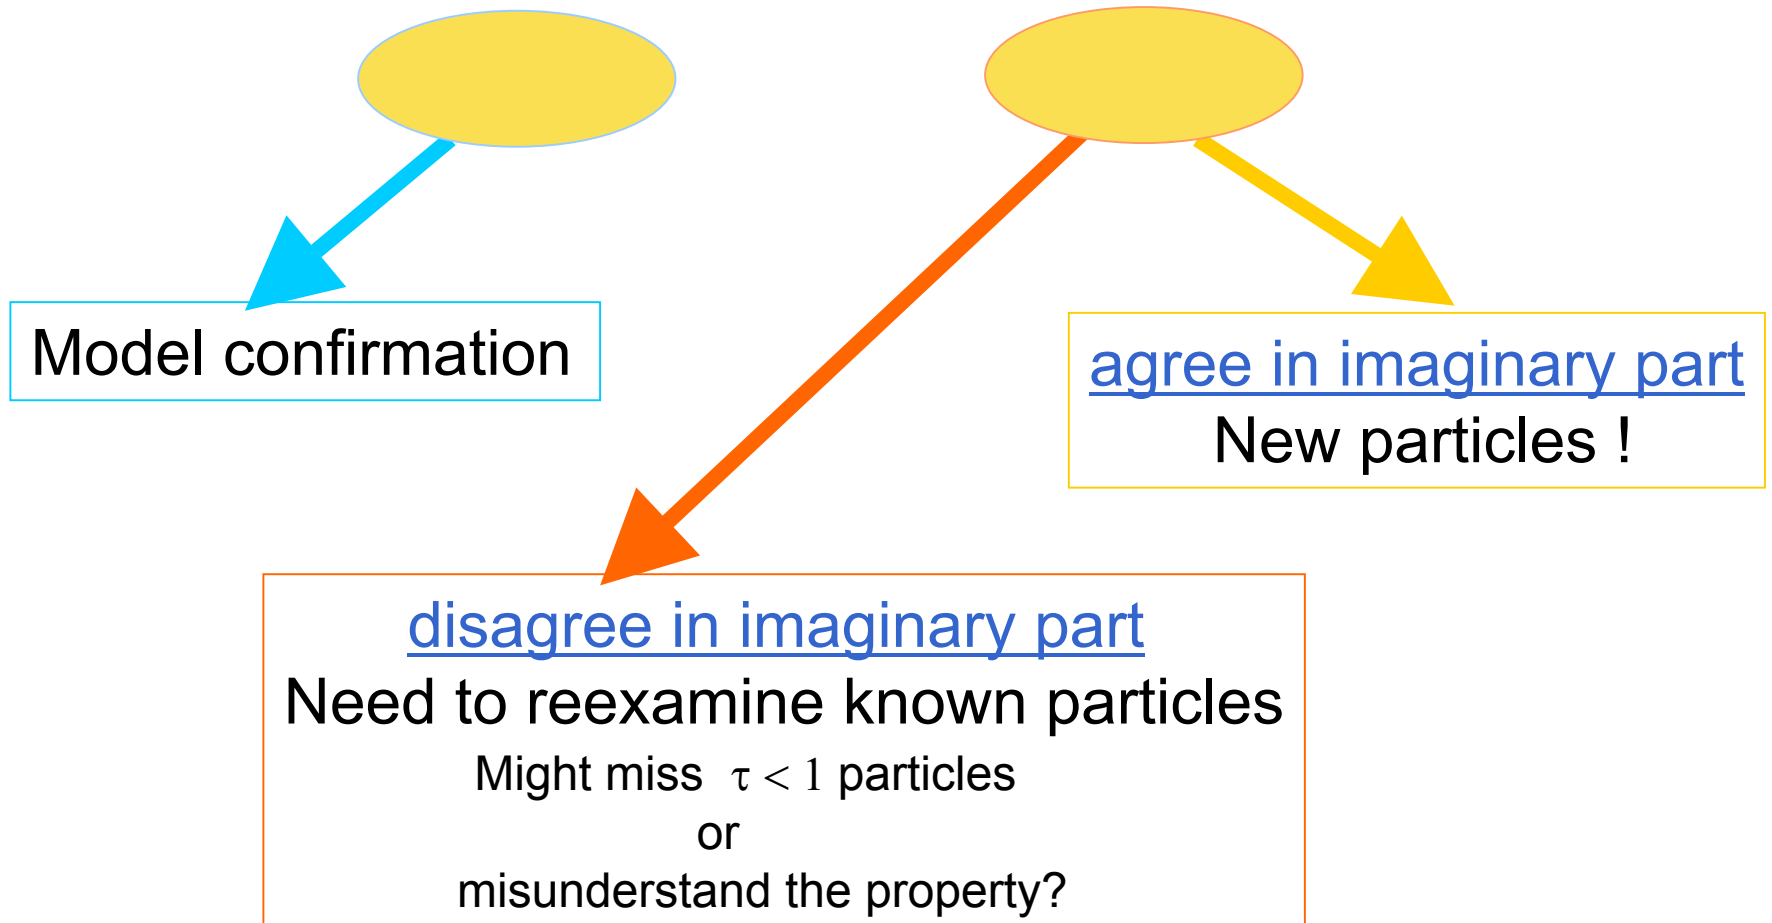 Model confirmation
agree in imaginary part
New particles !
disagree in imaginary part
Need to reexamine known particles
Might miss τ < 1 particles
or
misunderstand the property?